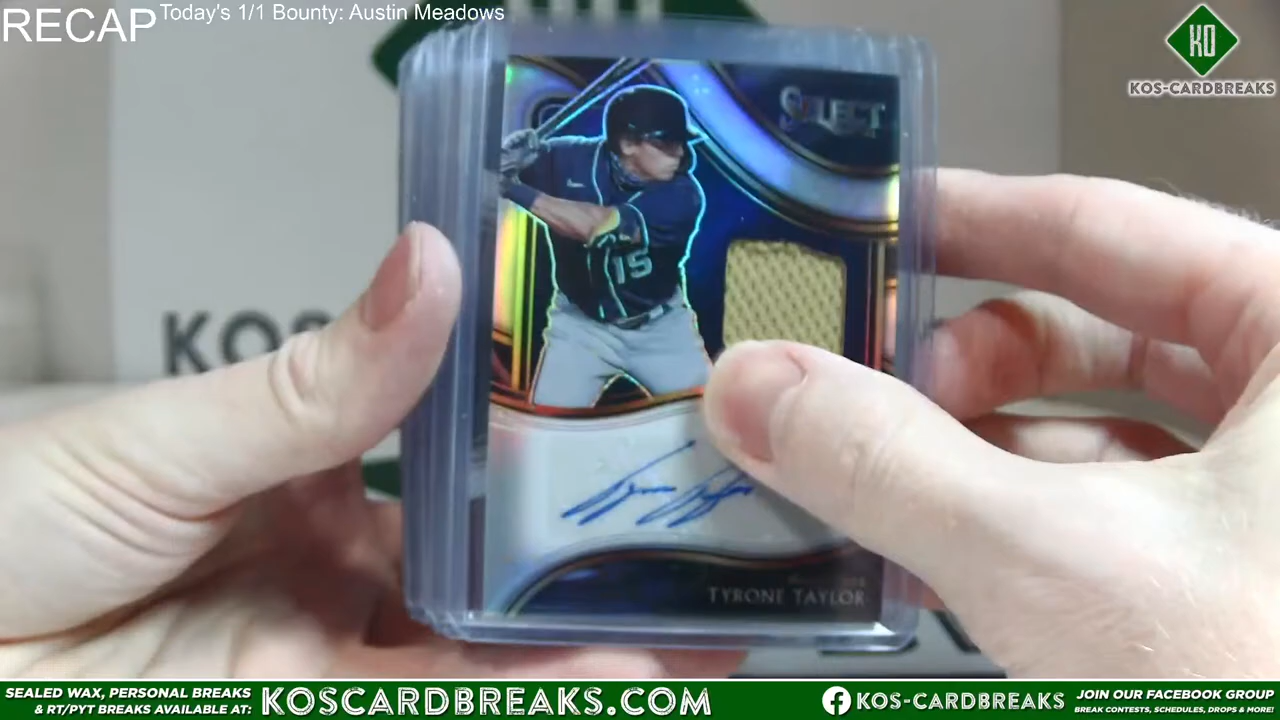 RECAP
Today's 1/1 Bounty: Austin Meadows
KO
KOS-CARDBREAKS
SELECT
15
KOS
TYRONE TAYLOR
SEALED WAX, PERSONAL BREAKS
& RT/PYT BREAKS AVAILABLE AT:
KOSCARDBREAKS.COM
KOS-CARDBREAKS
JOIN OUR FACEBOOK GROUP
BREAK CONTESTS, SCHEDULES, DROPS & MORE!